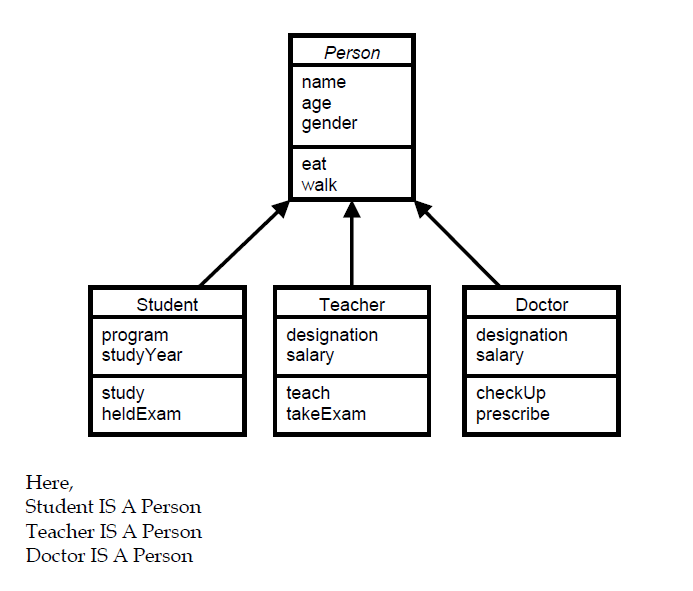 Person
name
age
gender
eat
walk
Student
program
studyYear
study
heldExam
Teacher
designation
salary
teach
takeExam
Doctor
designation
salary
checkUp
prescribe
Here,
Student IS A Person
Teacher IS A Person
Doctor IS A Person